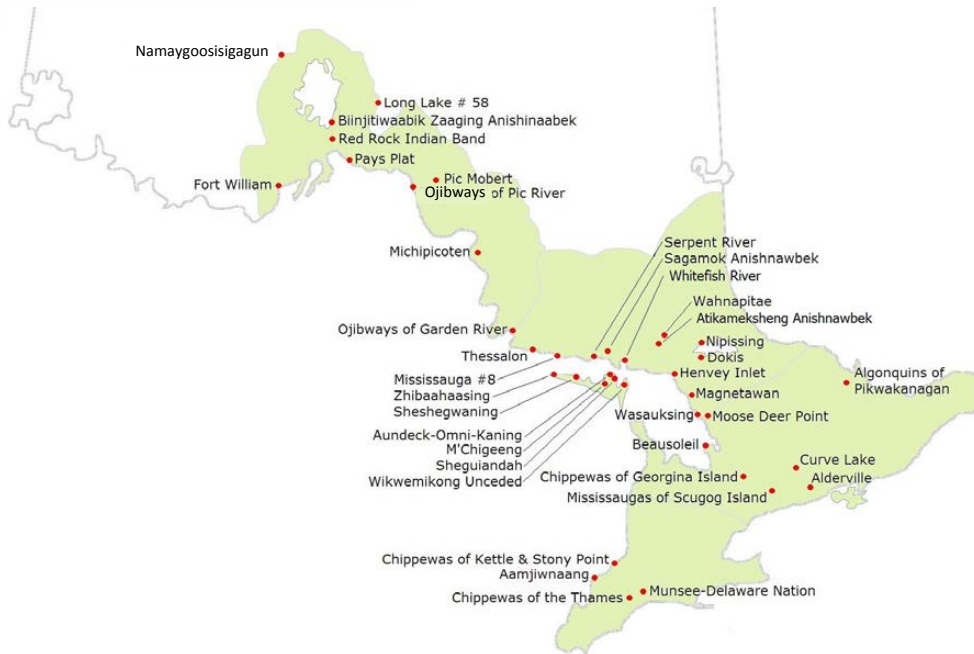 Namaygoosisigagun
Long Lake # 58
Biinjitiwaabik Zaaging Anishinaabek
Red Rock Indian Band
Pays Plat
Fort William
Pic Mobert
Ojibways of Pic River
Michipicoten
Serpent River
Sagamok Anishnawbek
Whitefish River
Wahnapitae
Atikameksheng Anishnawbek
Ojibways of Garden River
Nipissing
Thessalon
Dokis
Henvey Inlet
Algonquins of
Pikwakanagan
Mississauga #8
Zhibaahaasing
Magnetawan
Sheshegwaning
Wasauksing
Moose Deer Point
Aundeck-Omni-Kaning
M'Chigeeng
Beausoleil
Sheguiandah
Curve Lake
Wikwemikong Unceded
Chippewas of Georgina Island
Alderville
Mississaugas of Scugog Island
Chippewas of Kettle & Stony Point
Aamjiwnaang
Chippewas of the Thames
Munsee-Delaware Nation